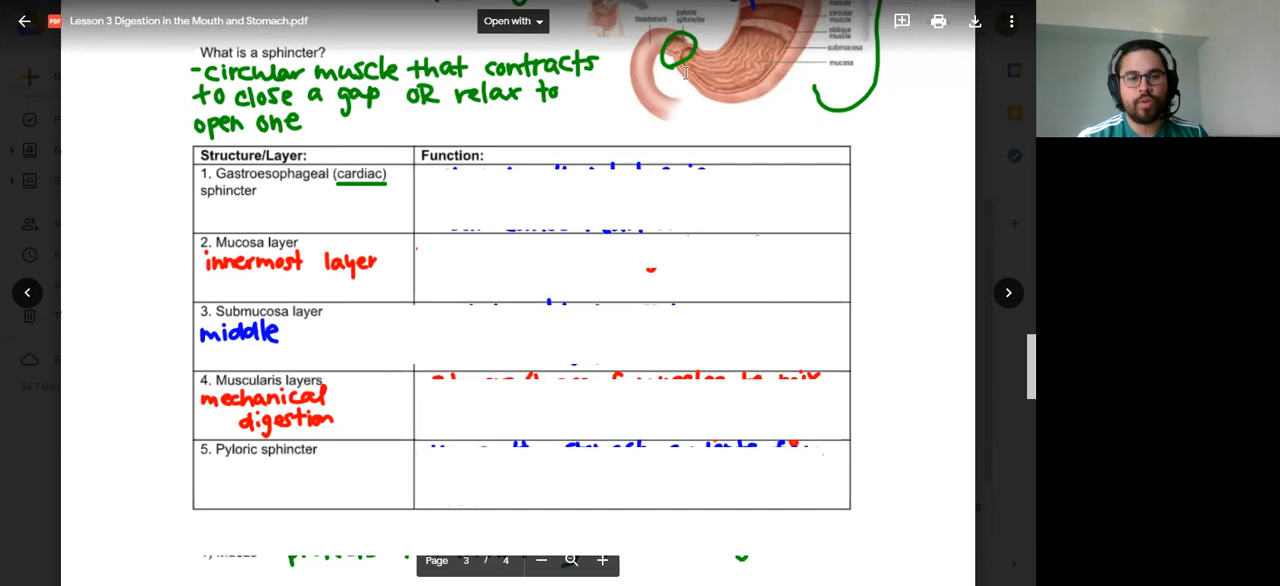 Lesson 3 Digestion in the Mouth and Stomach.pdf
Open with
Duodenum
pyloric
sphincter
muscle
circular
muscle
oblique
muscle
submucosa
mucosa
What is a sphincter?
-circular muscle that contracts
to close a gap OR relax to
open one
Structure/Layer: Function:
1. Gastroesophageal (cardiac)
sphincter
2. Mucosa layer
innermost layer
3. Submucosa layer
middle
4. Muscularis layers
mechanical
digestion
5. Pyloric sphincter
Page 3 / 4